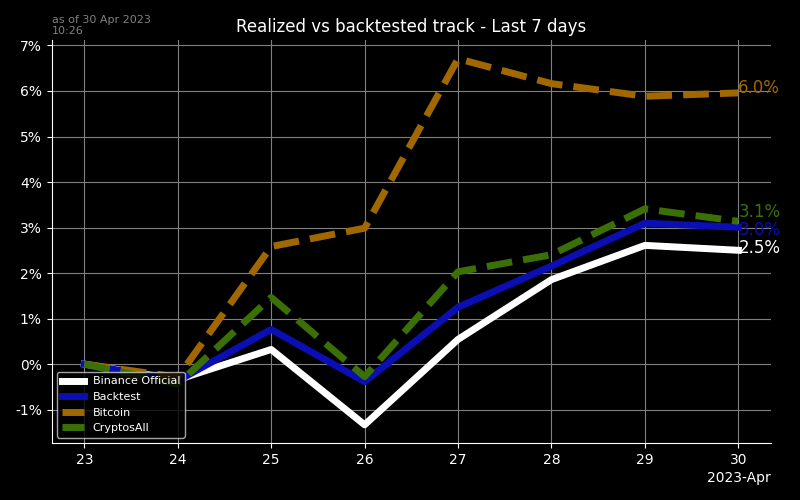 as of 30 Apr 2023
10:26
Realized vs backtested track - Last 7 days
7%
6%
5%
4%
3%
2%
1%
0%
-1%
6.0%
3.1%
3.0%
2.5%
Binance Official
Backtest
Bitcoin
CryptosAll
23 24 25 26 27 28 29 30
2023-Apr